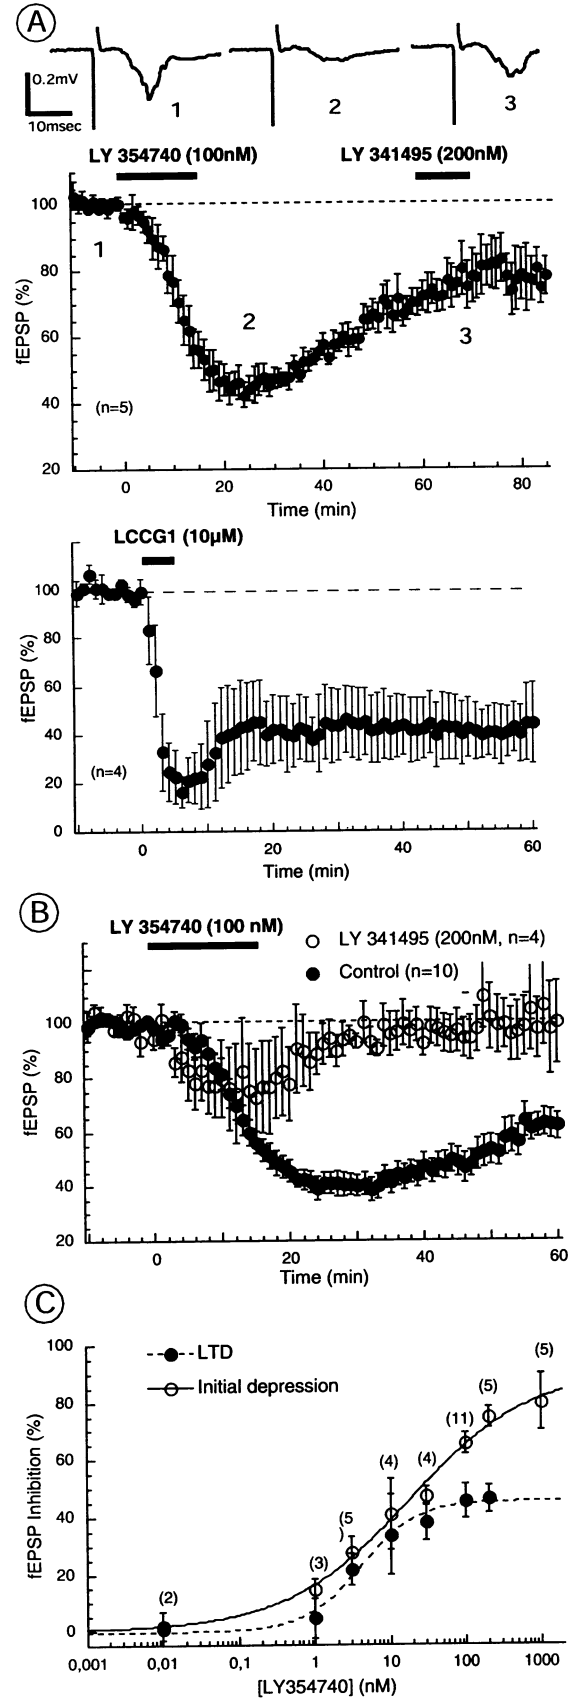 A
0.2mV
10msec
1
2
3
LY 354740 (100nM)
LY 341495 (200nM)
100
80
60
40
20
fEPSP (%)
1
2
3
(n=5)
0
20
40
60
80
Time (min)
LCCG1 (10µM)
100
80
60
40
20
0
fEPSP (%)
(n=4)
0
20
40
60
Time (min)
B
LY 354740 (100 nM)
LY 341495 (200nM, n=4)
Control (n=10)
100
80
60
40
20
fEPSP (%)
0
20
40
60
Time (min)
C
100
80
60
40
20
0
fEPSP Inhibition (%)
LTD
Initial depression
(2)
(3)
(5
)
(4)
(4)
(11)
(5)
(5)
0,001
0,01
0,1
1
10
100
1000
[LY354740] (nM)